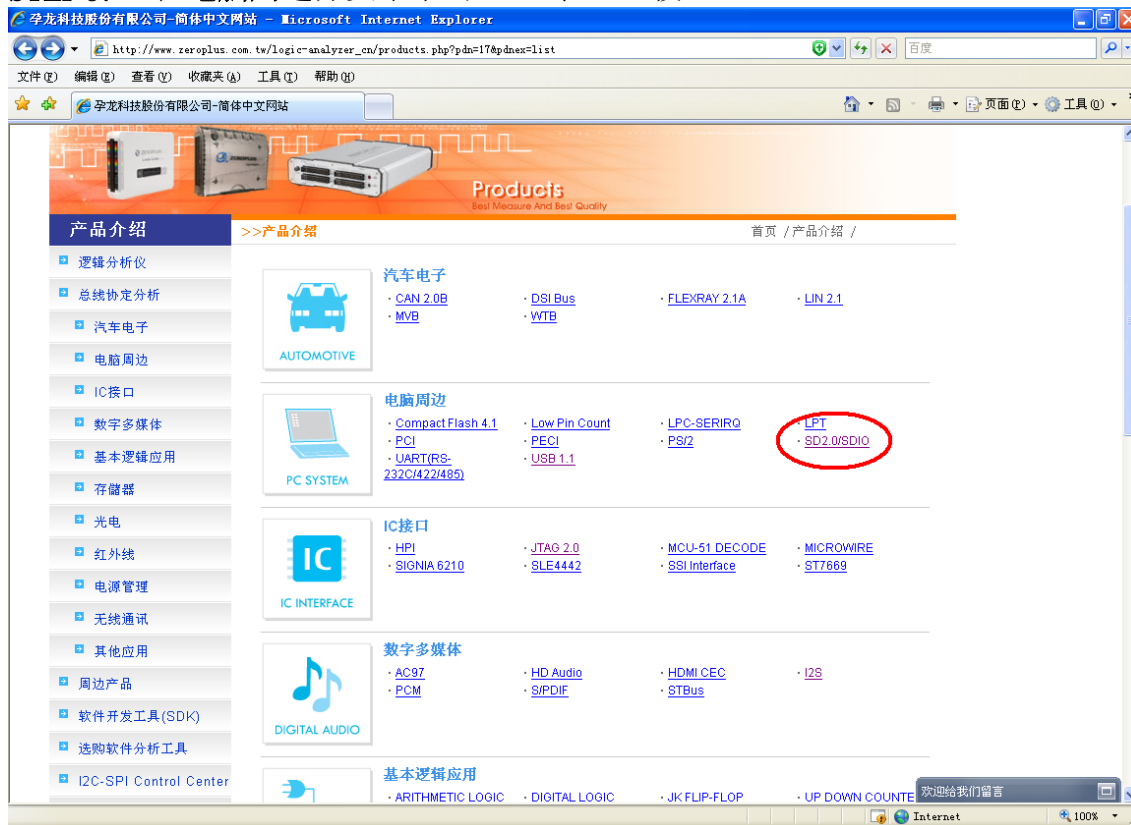 孕龙科技股份有限公司-简体中文网站 - Microsoft Internet Explorer
http://www.zeroplus.com.tw/logic-analyzer_cn/products.php?pdn=17&pdnex=list
百度
文件(F) 编辑(E) 查看(V) 收藏夹(A) 工具(T) 帮助(H)
孕龙科技股份有限公司-简体中文网站
页面(P) 工具(O)
Products
Best Measure And Best Quality
产品介绍
>>产品介绍
首页 /产品介绍 /
逻辑分析仪
总线协定分析
汽车电子
电脑周边
IC接口
数字多媒体
基本逻辑应用
存儲器
光电
红外线
电源管理
无线通讯
其他应用
周边产品
软件开发工具(SDK)
选购软件分析工具
I2C-SPI Control Center
AUTOMOTIVE
汽车电子
· CAN 2.0B · DSI Bus · FLEXRAY 2.1A · LIN 2.1
· MVB · WTB
PC SYSTEM
电脑周边
· Compact Flash 4.1 · Low Pin Count · LPC-SERIRQ · LPT
· PCI · PECI · PS/2 · SD2.0/SDIO
· UART(RS- · USB 1.1
232C/422/485)
IC
IC INTERFACE
IC接口
· HPI · JTAG 2.0 · MCU-51 DECODE · MICROWIRE
· SIGNIA 6210 · SLE4442 · SSI Interface · ST7669
DIGITAL AUDIO
数字多媒体
· AC97 · HD Audio · HDMI CEC · I2S
· PCM · S/PDIF · STBus
基本逻辑应用
· ARITHMETIC LOGIC · DIGITAL LOGIC · JK FLIP-FLOP · UP DOWN COUNTE
欢迎给我们留言
Internet
100%